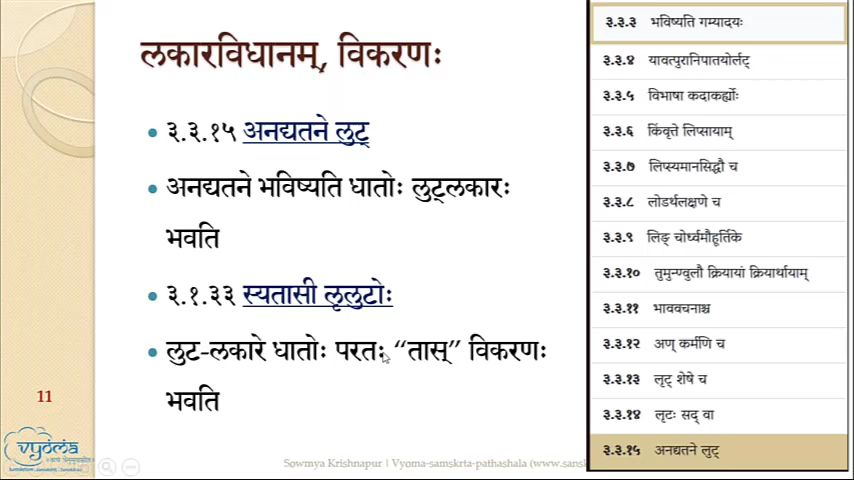 लकारविधानम्, विकरणः
• ३.३.१५ अनद्यतने लुट्
• अनद्यतने भविष्यति धातोः लुट्लकारः
भवति
• ३.१.३३ स्यतासी लृलुटोः
• लुट-लकारे धातोः परतः “तास्” विकरणः
भवति
11
vyoma
Sowmya Krishnapur | Vyoma-samskrta-pathashala (www.sansk
३.३.३ भविष्यति गम्यादयः
३.३.४ यावत्पुरानिपातयोर्लट्
३.३.५ विभाषा कदाकर्ह्योः
३.३.६ किंवृत्ते लिप्सायाम्
३.३.७ लिप्स्यमानसिद्धौ च
३.३.८ लोडर्थलक्षणे च
३.३.९ लिङ् चोर्ध्वमौहूर्तिके
३.३.१० तुमुन्ण्वुलौ क्रियायां क्रियार्थायाम्
३.३.११ भाववचनाश्च
३.३.१२ अण् कर्मणि च
३.३.१३ लृट् शेषे च
३.३.१४ लृटः सद् वा
३.३.१५ अनद्यतने लुट्